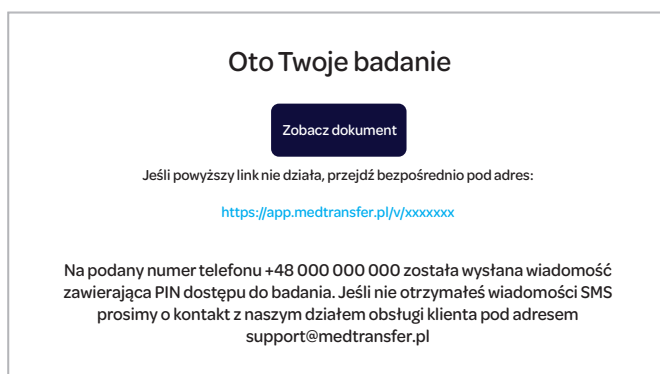 Oto Twoje badanie
Zobacz dokument
Jeśli powyższy link nie działa, przejdź bezpośrednio pod adres:
https://app.medtransfer.pl/v/xxxxxxx
Na podany numer telefonu +48 000 000 000 została wysłana wiadomość
zawierająca PIN dostępu do badania. Jeśli nie otrzymałeś wiadomości SMS
prosimy o kontakt z naszym działem obsługi klienta pod adresem
support@medtransfer.pl